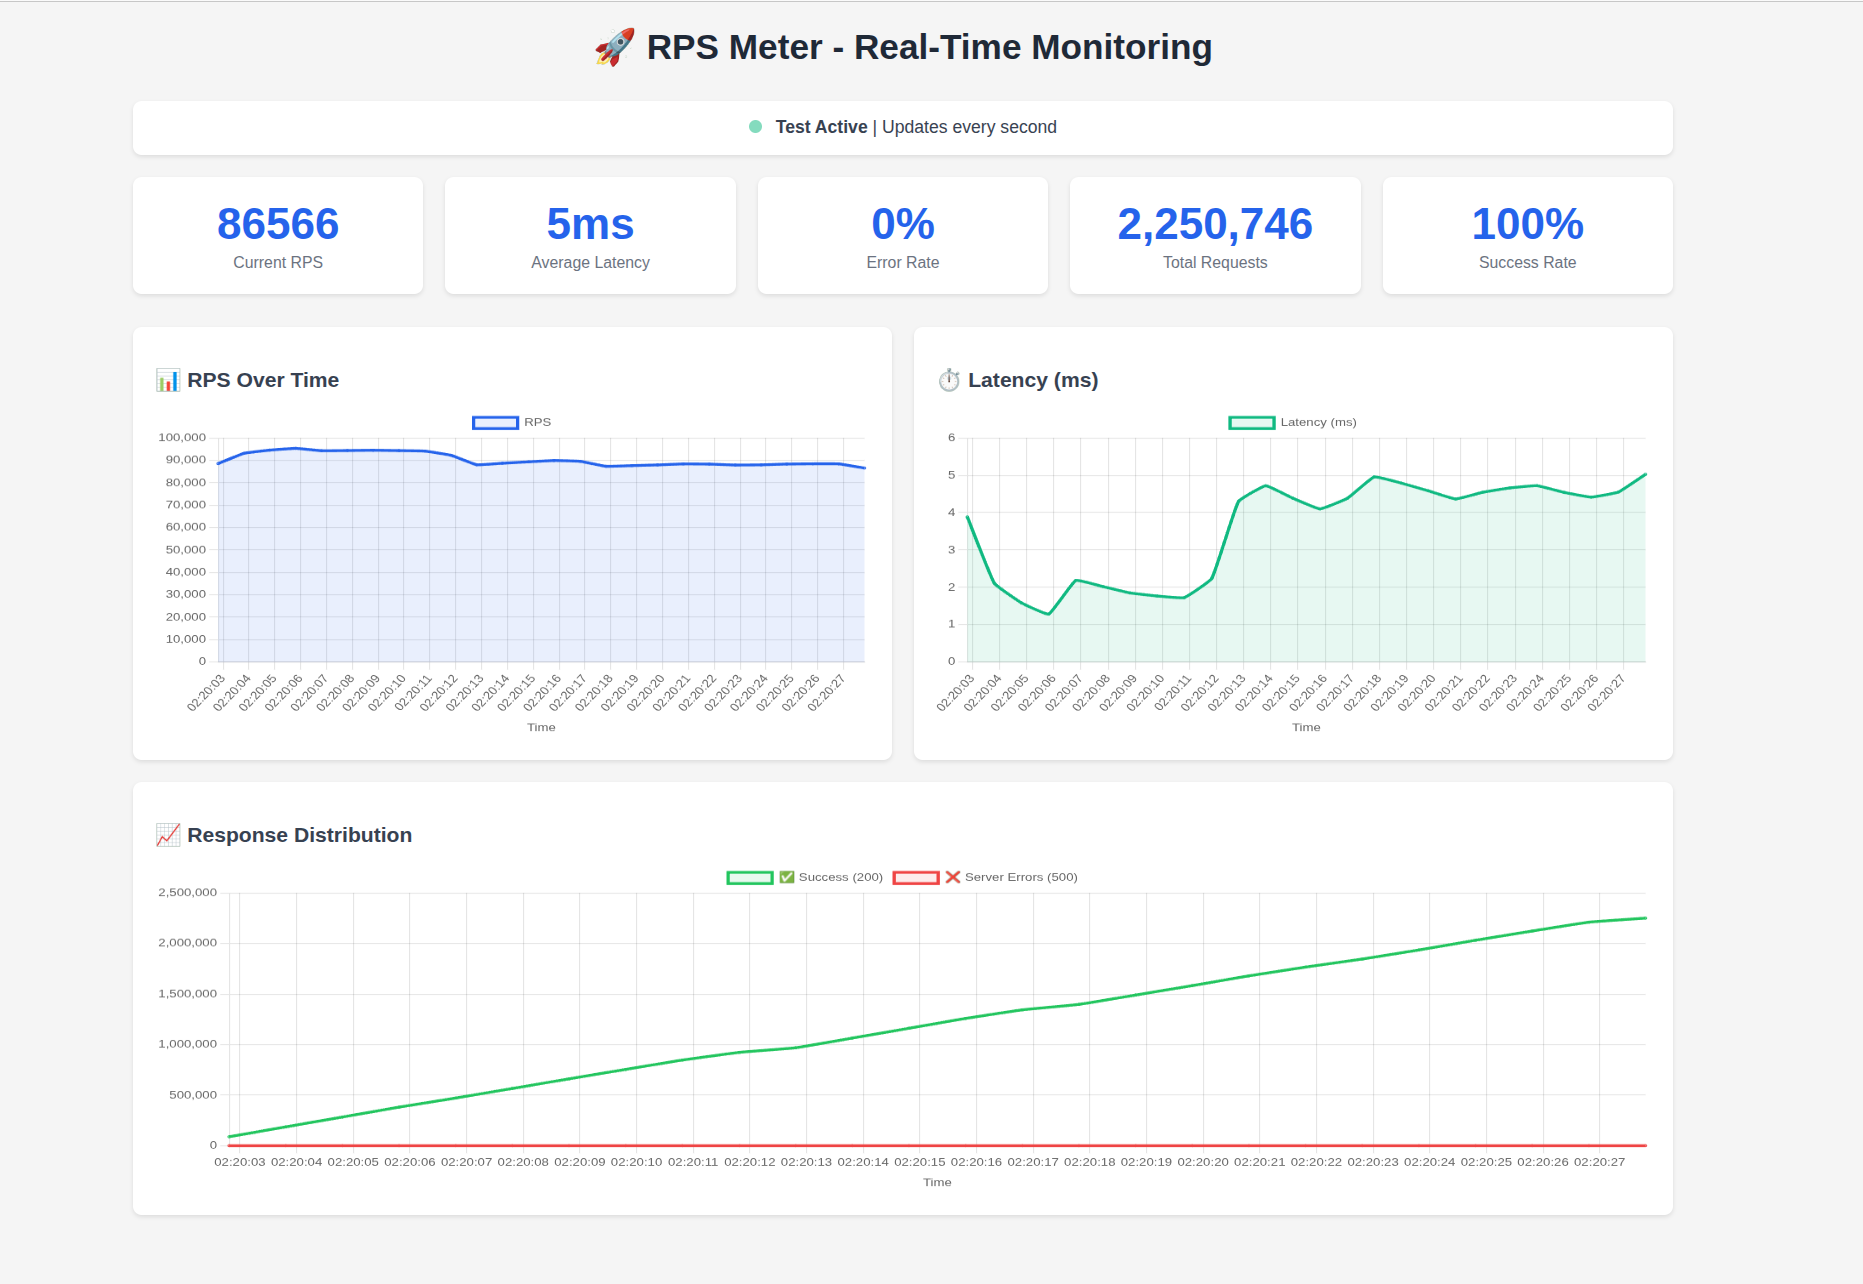 🚀 RPS Meter - Real-Time Monitoring
Test Active | Updates every second
86566
Current RPS
5ms
Average Latency
0%
Error Rate
2,250,746
Total Requests
100%
Success Rate
📊 RPS Over Time
RPS
100,000
90,000
80,000
70,000
60,000
50,000
40,000
30,000
20,000
10,000
0
02:20:03 02:20:04 02:20:05 02:20:06 02:20:07 02:20:08 02:20:09 02:20:10 02:20:11 02:20:12 02:20:13 02:20:14 02:20:15 02:20:16 02:20:17 02:20:18 02:20:19 02:20:20 02:20:21 02:20:22 02:20:23 02:20:24 02:20:25 02:20:26 02:20:27
Time
⏱️ Latency (ms)
Latency (ms)
6
5
4
3
2
1
0
02:20:03 02:20:04 02:20:05 02:20:06 02:20:07 02:20:08 02:20:09 02:20:10 02:20:11 02:20:12 02:20:13 02:20:14 02:20:15 02:20:16 02:20:17 02:20:18 02:20:19 02:20:20 02:20:21 02:20:22 02:20:23 02:20:24 02:20:25 02:20:26 02:20:27
Time
📈 Response Distribution
✅ Success (200) ❌ Server Errors (500)
2,500,000
2,000,000
1,500,000
1,000,000
500,000
0
02:20:03 02:20:04 02:20:05 02:20:06 02:20:07 02:20:08 02:20:09 02:20:10 02:20:11 02:20:12 02:20:13 02:20:14 02:20:15 02:20:16 02:20:17 02:20:18 02:20:19 02:20:20 02:20:21 02:20:22 02:20:23 02:20:24 02:20:25 02:20:26 02:20:27
Time